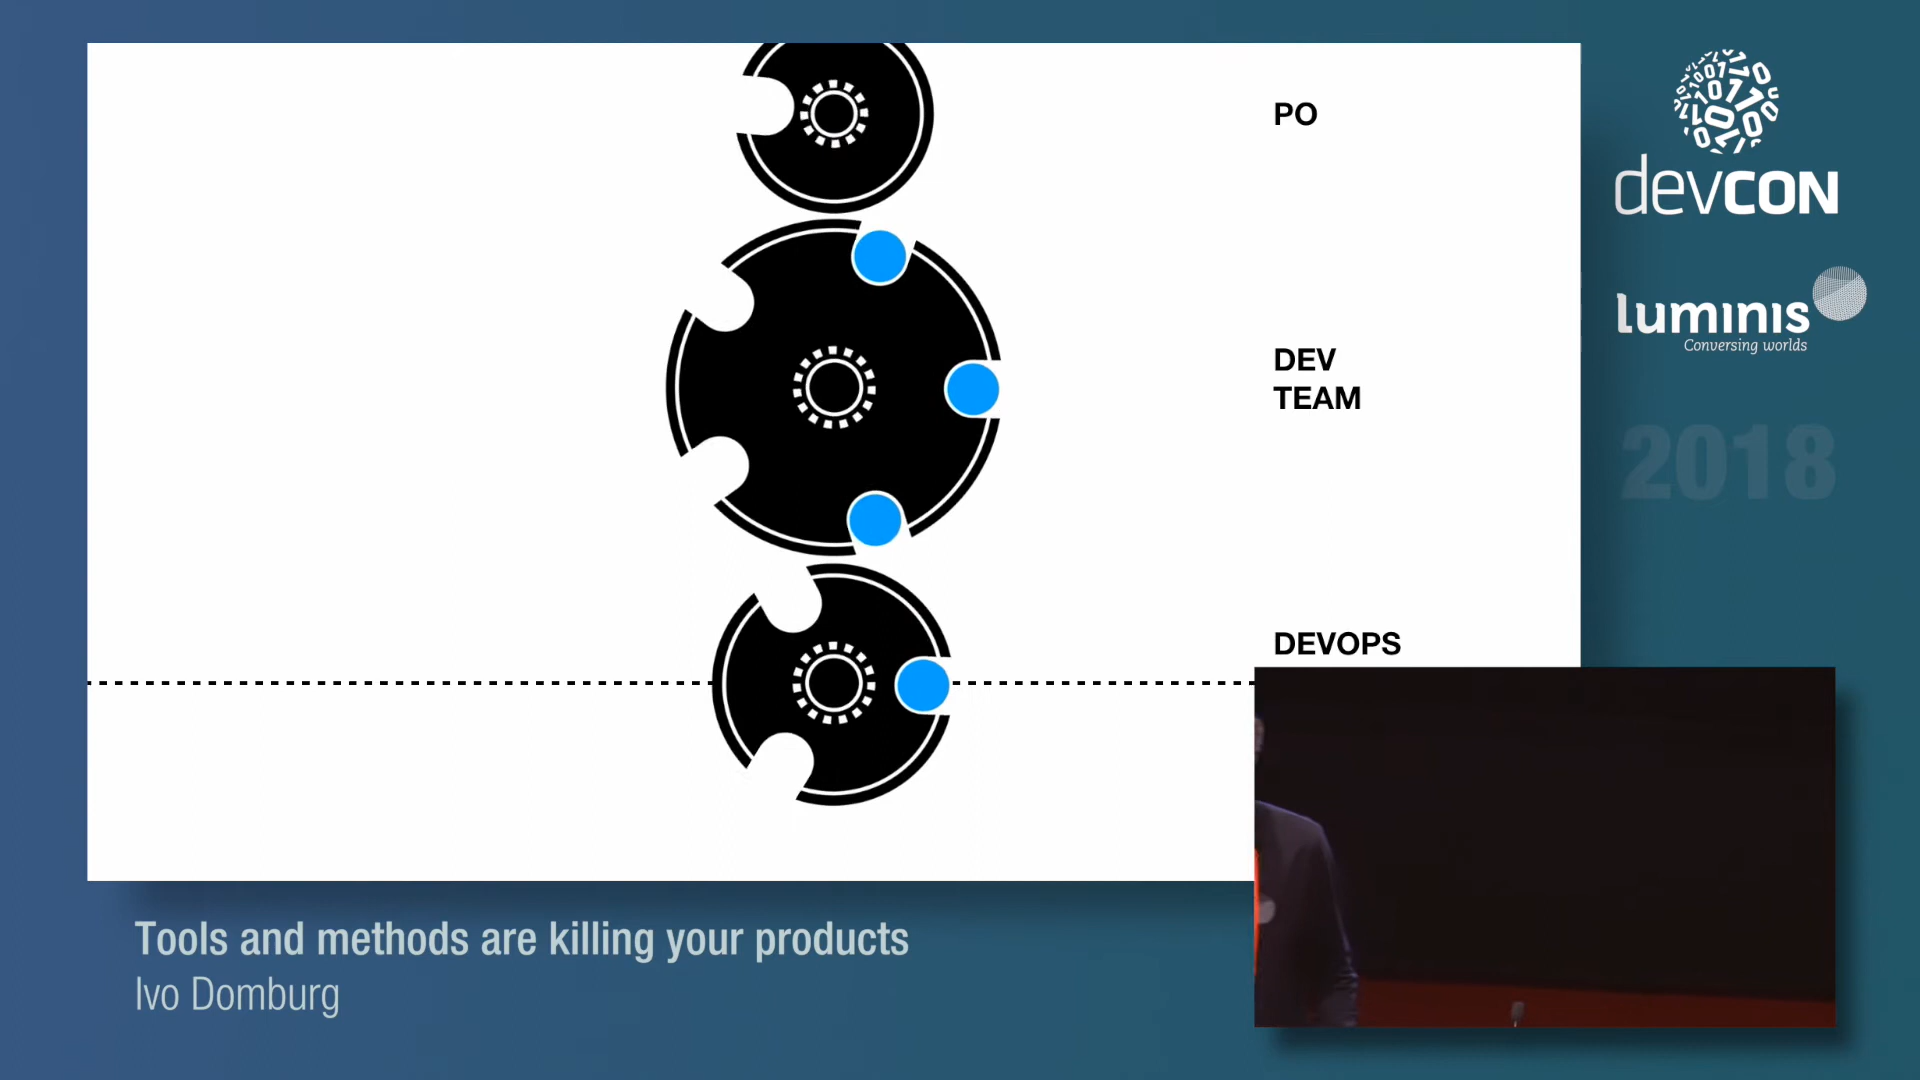 PO
DEV
TEAM
DEVOPS
devCON
luminis
Conversing worlds
2018
Tools and methods are killing your products
Ivo Domburg